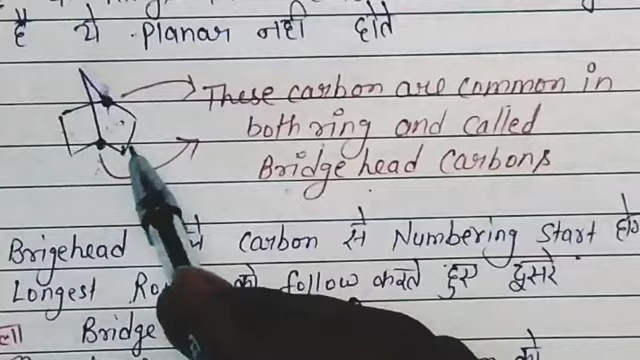 हैं ये planar नहीं होते
These carbon are common in
both ring and called
Bridge head Carbons
Brigehead Carbon से Numbering Start
Longest को follow करते हुए दूसरे
Bridge
को